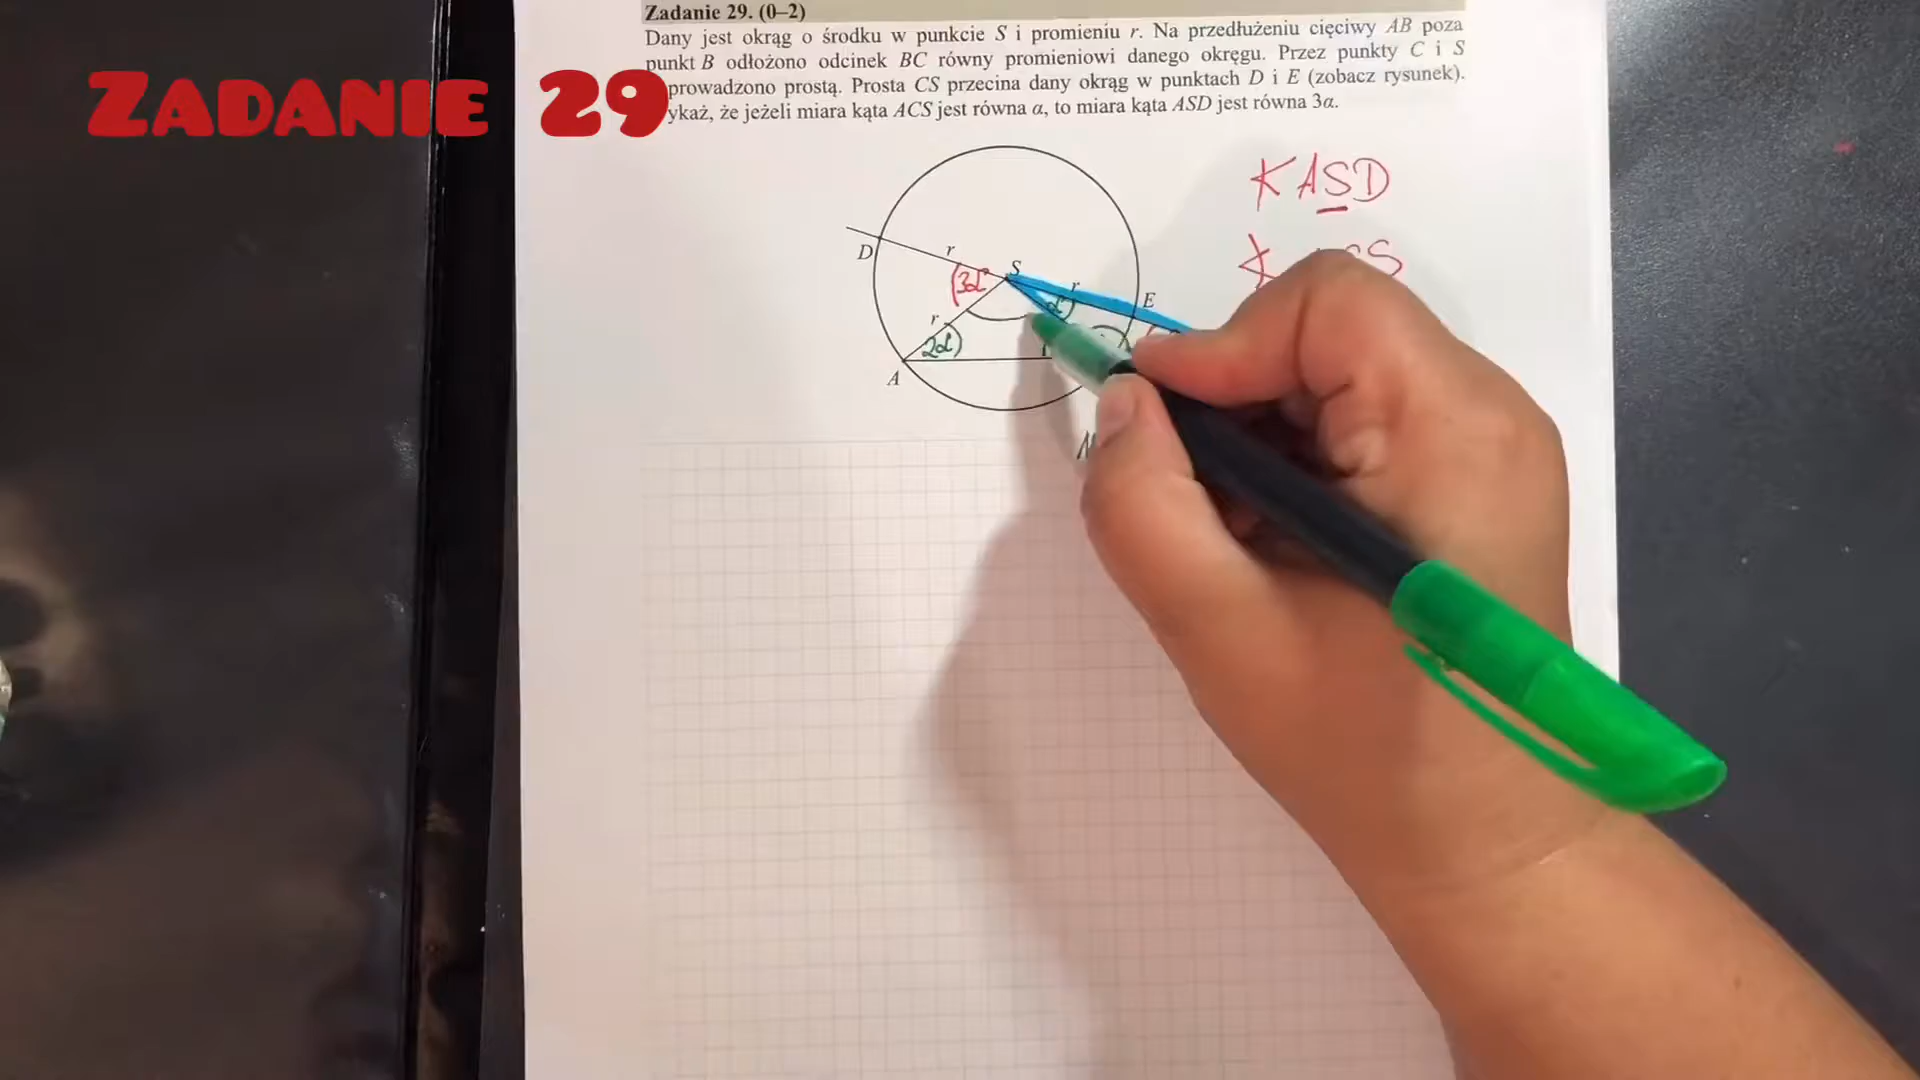 Zadanie 29. (0–2)
Dany jest okrąg o środku w punkcie S i promieniu r. Na przedłużeniu cięciwy AB poza
punkt B odłożono odcinek BC równy promieniowi danego okręgu. Przez punkty C i S
prowadzono prostą. Prosta CS przecina dany okrąg w punktach D i E (zobacz rysunek).
ykaż, że jeżeli miara kąta ACS jest równa α, to miara kąta ASD jest równa 3α.
ZADANIE 29
∢ASD
D
r
S
3α
r
E
α
r
2α
A